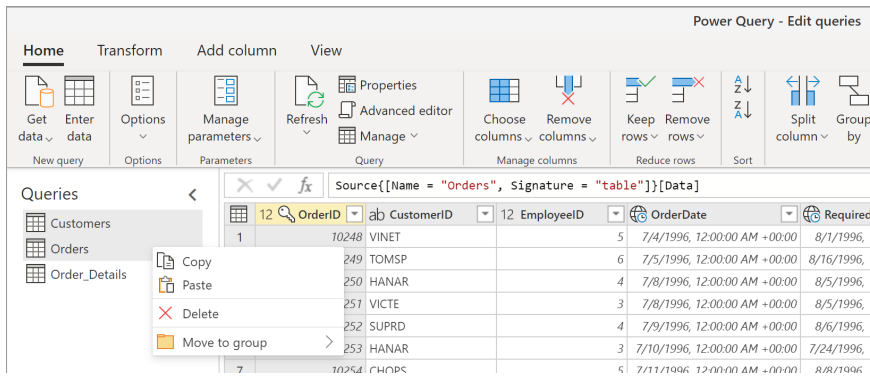 Power Query - Edit queries
Home Transform Add column View
Get data Enter data Options Manage parameters Refresh Properties Advanced editor Manage Choose columns Remove columns Keep rows Remove rows Split column Group by
New query Options Parameters Query Manage columns Reduce rows Sort
Queries
fx Source{[Name = "Orders", Signature = "table"]}[Data]
Customers
Orders
Order_Details
Copy
Paste
Delete
Move to group
12 OrderID ab CustomerID 12 EmployeeID OrderDate Required
1 10248 VINET 5 7/4/1996, 12:00:00 AM +00:00 8/1/1996,
249 TOMSP 6 7/5/1996, 12:00:00 AM +00:00 8/16/1996,
250 HANAR 4 7/8/1996, 12:00:00 AM +00:00 8/5/1996,
251 VICTE 3 7/8/1996, 12:00:00 AM +00:00 8/5/1996,
252 SUPRD 4 7/9/1996, 12:00:00 AM +00:00 8/6/1996,
253 HANAR 3 7/10/1996, 12:00:00 AM +00:00 7/24/1996,
7 10254 CHOPS 5 7/11/1996, 12:00:00 AM +00:00 8/8/1996,